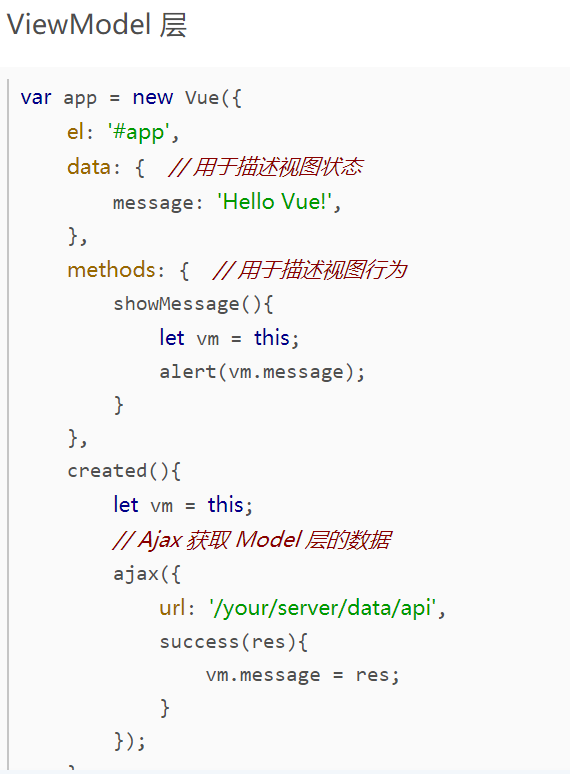 ViewModel 层
var app = new Vue({
    el: '#app',
    data: {  // 用于描述视图状态
        message: 'Hello Vue!',
    },
    methods: {  // 用于描述视图行为
        showMessage(){
            let vm = this;
            alert(vm.message);
        }
    },
    created(){
        let vm = this;
        // Ajax 获取 Model 层的数据
        ajax({
            url: '/your/server/data/api',
            success(res){
                vm.message = res;
            }
        });